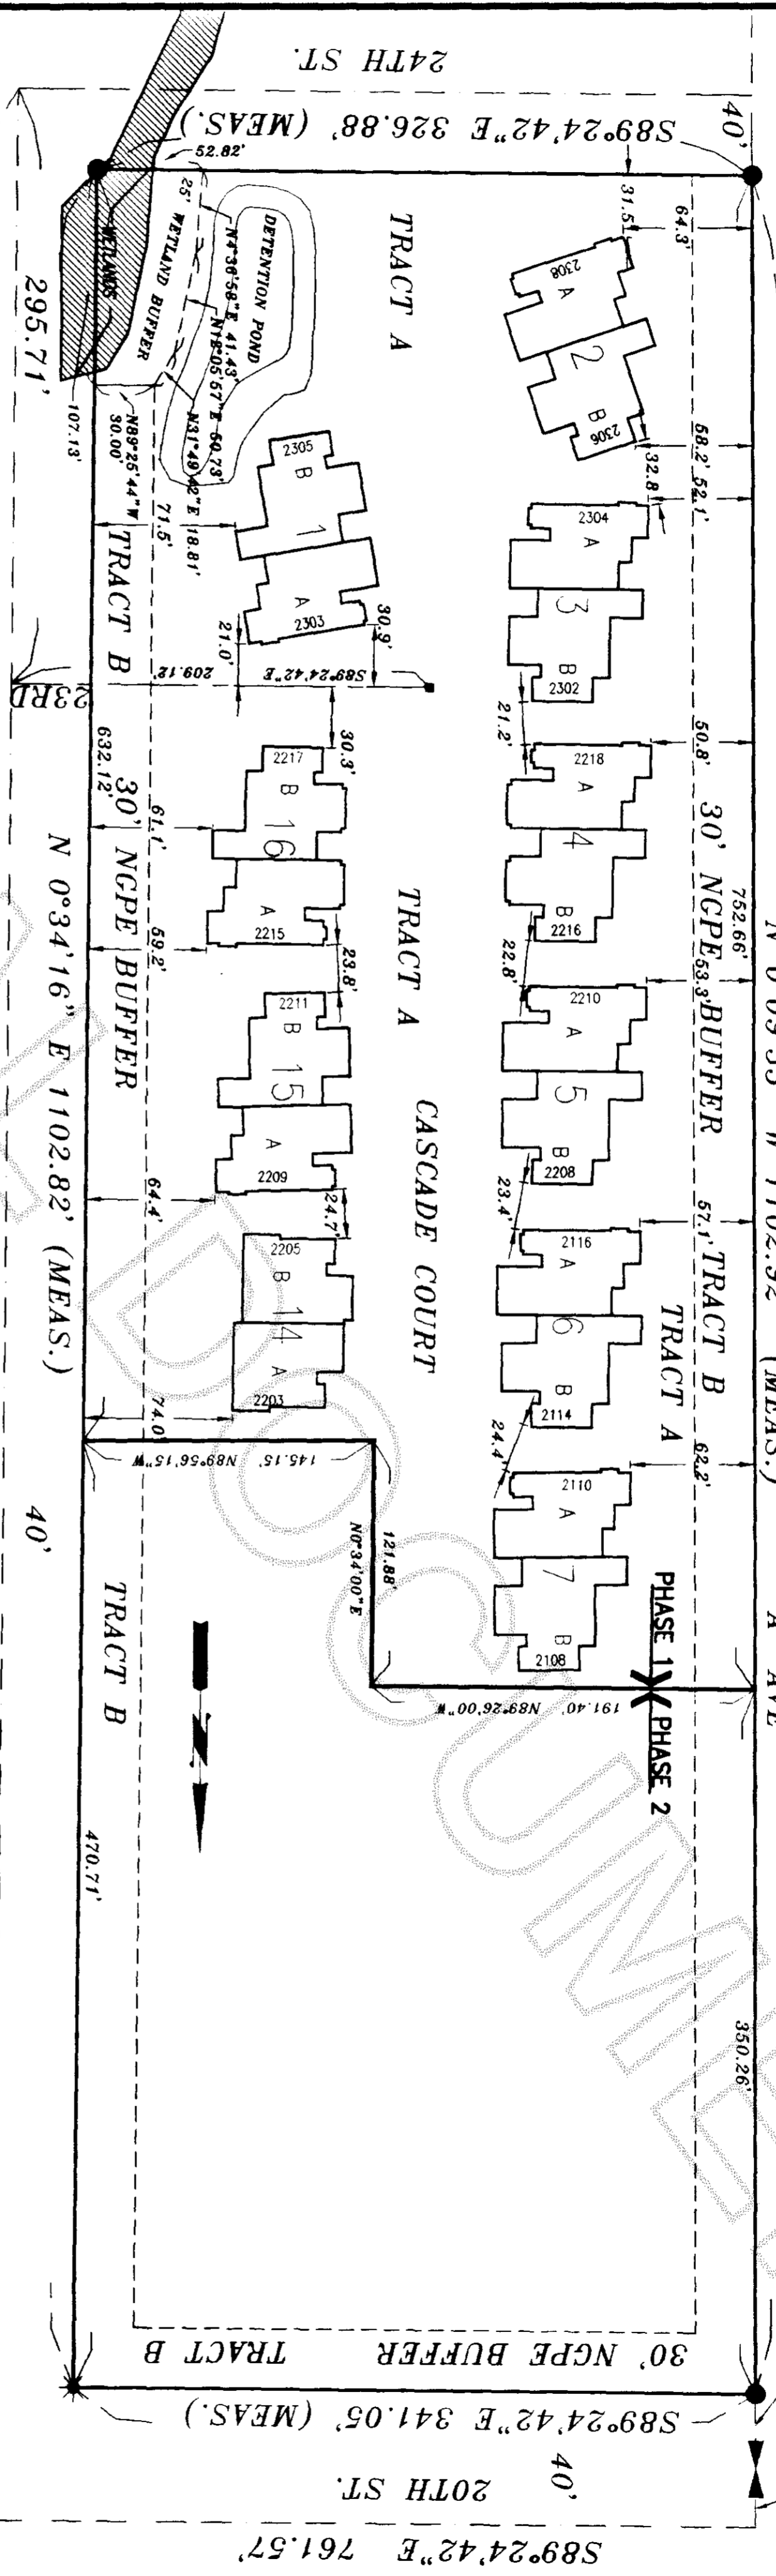 24TH ST.
S89°24'42"E 326.88' (MEAS.)
40'
52.82'
25' WETLAND BUFFER
WETLANDS
DETENTION POND
N4°36'58"E 41.43'
N18°05'57"E 60.73'
N31°49'42"E 18.81'
N89°25'44"W
30.00'
107.13'
295.71'
TRACT A
31.5'
64.3'
2308
A
2
B
2306
58.2'
32.8'
52.1'
2305
B
1
A
2303
71.5'
TRACT B
21.0'
30.9'
S89°24'42"E
209.12'
23RD
2304
A
3
B
2302
21.2'
30.3'
2217
B
16
A
2215
61.1'
59.2'
632.12'
30' NGPE BUFFER
N 0°34'16" E 1102.82' (MEAS.)
2218
A
4
B
2216
50.8'
22.8'
30' NGPE BUFFER
752.66'
53.3'
23.8'
TRACT A
CASCADE COURT
2211
B
15
A
2209
64.4'
24.7'
2210
A
5
B
2208
23.4'
57.1'
TRACT B
TRACT A
2205
B
14
A
2203
74.0'
2116
A
6
B
2114
24.4'
62.2'
(MEAS.)
145.15'
N89°56'15"W
121.88'
N0°34'00"E
2110
A
7
B
2108
PHASE 1
PHASE 2
191.40'
N89°26'00"W
A AVE
40'
TRACT B
N
470.71'
350.26'
30' NGPE BUFFER
TRACT B
S89°24'42"E 341.05' (MEAS.)
40'
20TH ST.
S89°24'42"E 761.57'